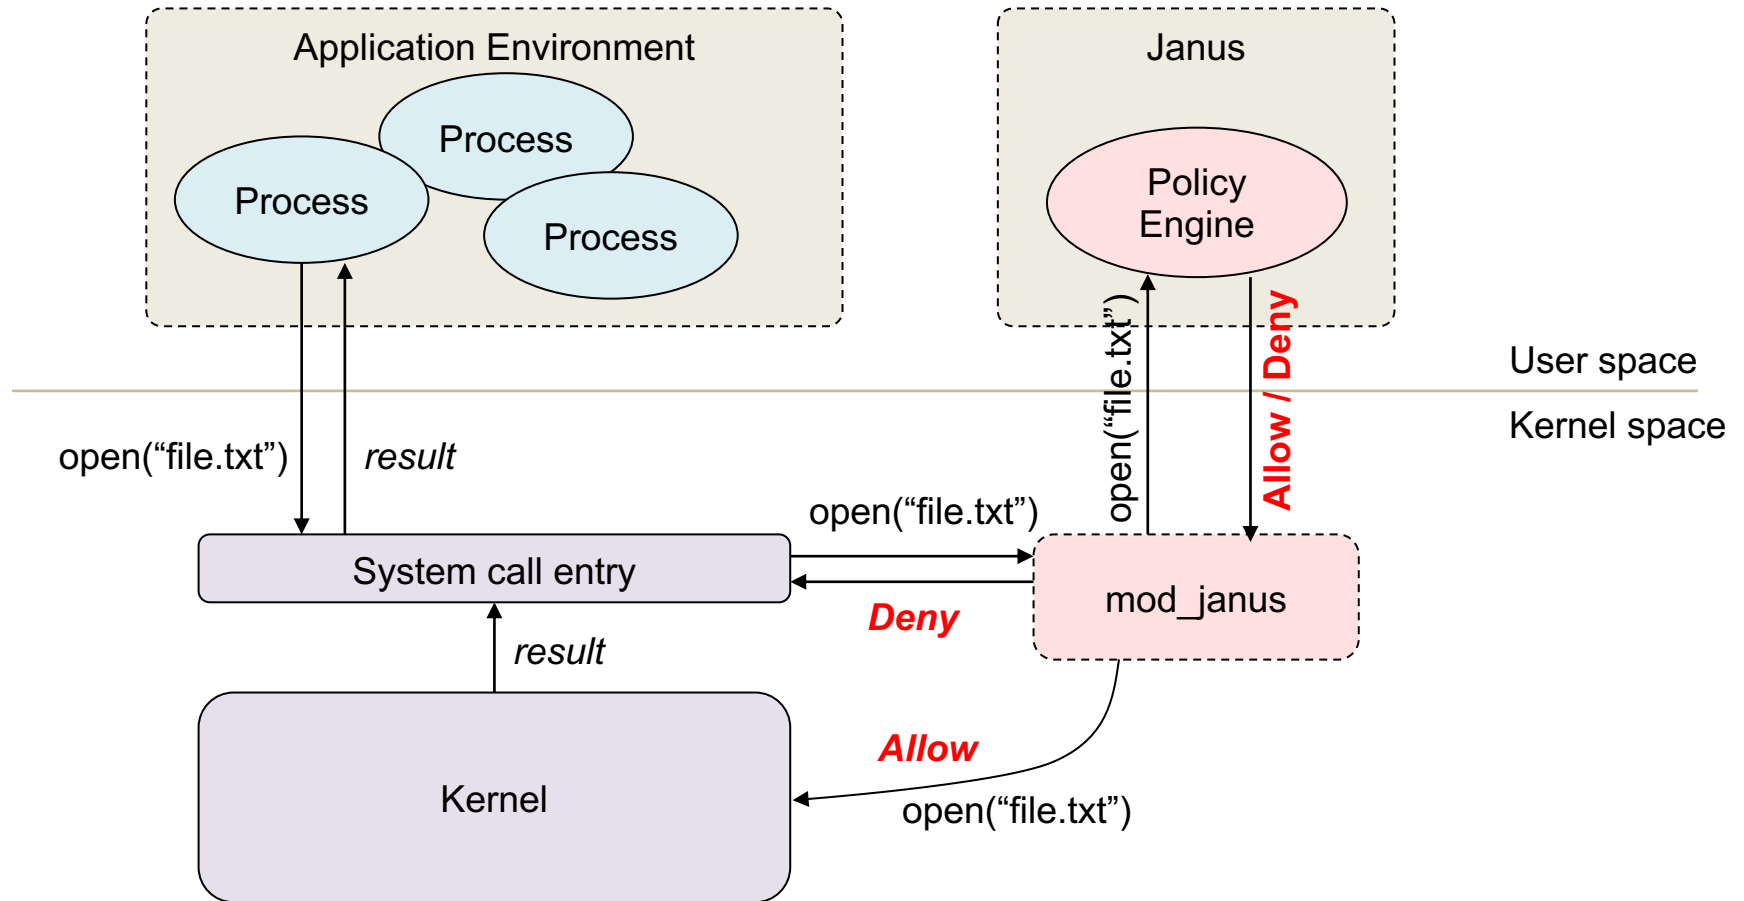 Application Environment
Janus
Process
Process
Process
Policy
Engine
open(“file.txt”)
Allow / Deny
User space
Kernel space
open(“file.txt”)
result
open(“file.txt”)
System call entry
Deny
mod_janus
result
Allow
Kernel
open(“file.txt”)